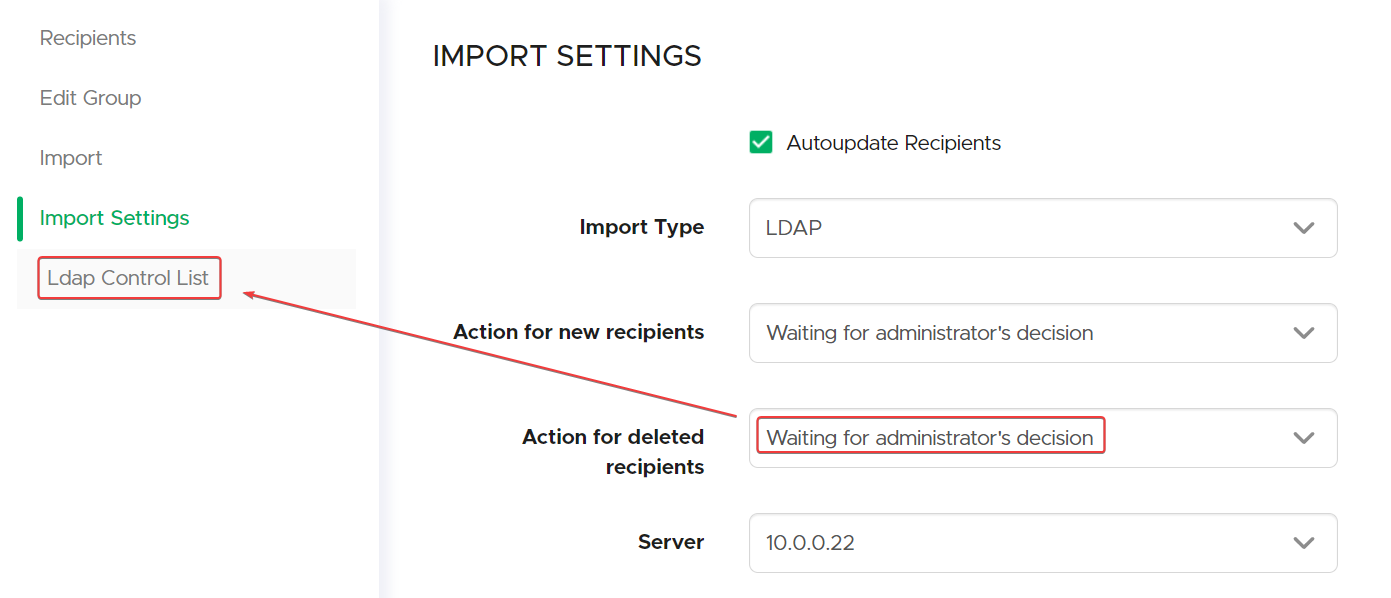 Recipients
Edit Group
Import
Import Settings
Ldap Control List
IMPORT SETTINGS
Autoupdate Recipients
Import Type
LDAP
Action for new recipients
Waiting for administrator's decision
Action for deleted
recipients
Waiting for administrator's decision
Server
10.0.0.22